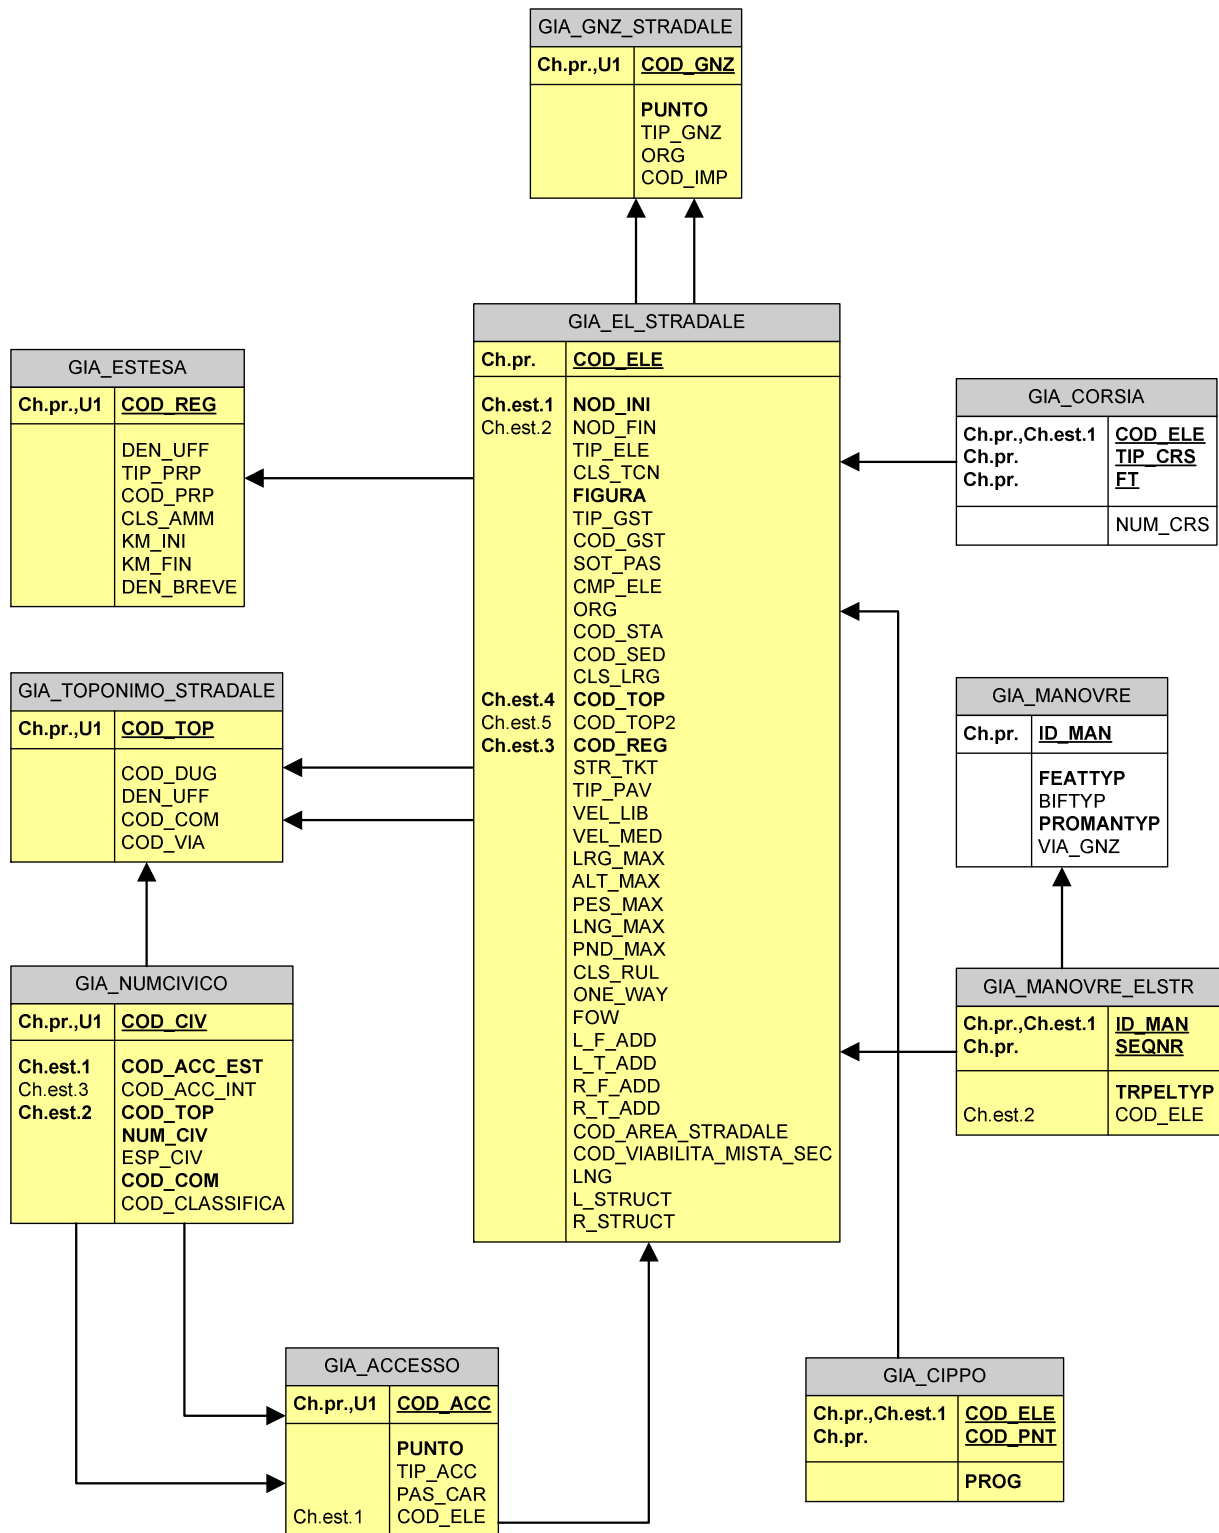 GIA_GNZ_STRADALE
Ch.pr.,U1 COD_GNZ
PUNTO
TIP_GNZ
ORG
COD_IMP
GIA_EL_STRADALE
Ch.pr. COD_ELE
Ch.est.1 NOD_INI
Ch.est.2 NOD_FIN
TIP_ELE
CLS_TCN
FIGURA
TIP_GST
COD_GST
SOT_PAS
CMP_ELE
ORG
COD_STA
COD_SED
CLS_LRG
Ch.est.4 COD_TOP
Ch.est.5 COD_TOP2
Ch.est.3 COD_REG
STR_TKT
TIP_PAV
VEL_LIB
VEL_MED
LRG_MAX
ALT_MAX
PES_MAX
LNG_MAX
PND_MAX
CLS_RUL
ONE_WAY
FOW
L_F_ADD
L_T_ADD
R_F_ADD
R_T_ADD
COD_AREA_STRADALE
COD_VIABILITA_MISTA_SEC
LNG
L_STRUCT
R_STRUCT
GIA_ESTESA
Ch.pr.,U1 COD_REG
DEN_UFF
TIP_PRP
COD_PRP
CLS_AMM
KM_INI
KM_FIN
DEN_BREVE
GIA_CORSIA
Ch.pr.,Ch.est.1 COD_ELE
Ch.pr. TIP_CRS
Ch.pr. FT
NUM_CRS
GIA_TOPONIMO_STRADALE
Ch.pr.,U1 COD_TOP
COD_DUG
DEN_UFF
COD_COM
COD_VIA
GIA_MANOVRE
Ch.pr. ID_MAN
FEATTYP
BIFTYP
PROMANTYP
VIA_GNZ
GIA_NUMCIVICO
Ch.pr.,U1 COD_CIV
Ch.est.1 COD_ACC_EST
Ch.est.3 COD_ACC_INT
Ch.est.2 COD_TOP
NUM_CIV
ESP_CIV
COD_COM
COD_CLASSIFICA
GIA_MANOVRE_ELSTR
Ch.pr.,Ch.est.1 ID_MAN
Ch.pr. SEQNR
TRPELTYP
Ch.est.2 COD_ELE
GIA_ACCESSO
Ch.pr.,U1 COD_ACC
PUNTO
TIP_ACC
PAS_CAR
Ch.est.1 COD_ELE
GIA_CIPPO
Ch.pr.,Ch.est.1 COD_ELE
Ch.pr. COD_PNT
PROG